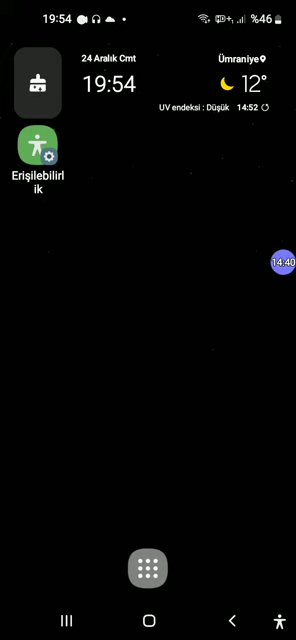 19:54
%46
24 Aralık Cmt
Ümraniye
19:54
12°
UV endeksi : Düşük 14:52
Erişilebilirl
ik
14:40